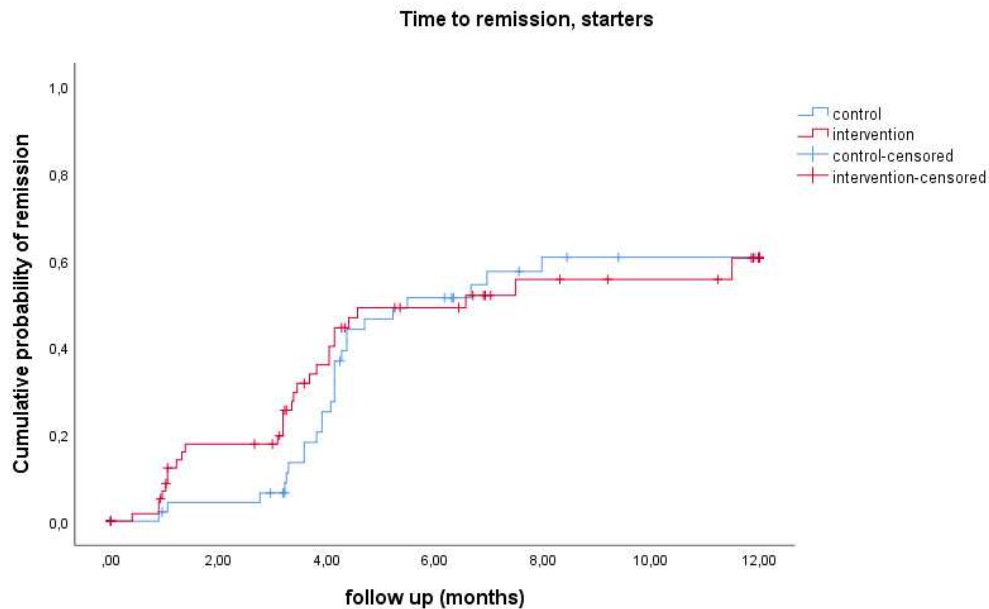 Time to remission, starters
1,0
0,8
0,6
0,4
0,2
0,0
Cumulative probability of remission
,00
2,00
4,00
6,00
8,00
10,00
12,00
follow up (months)
control
intervention
control-censored
intervention-censored